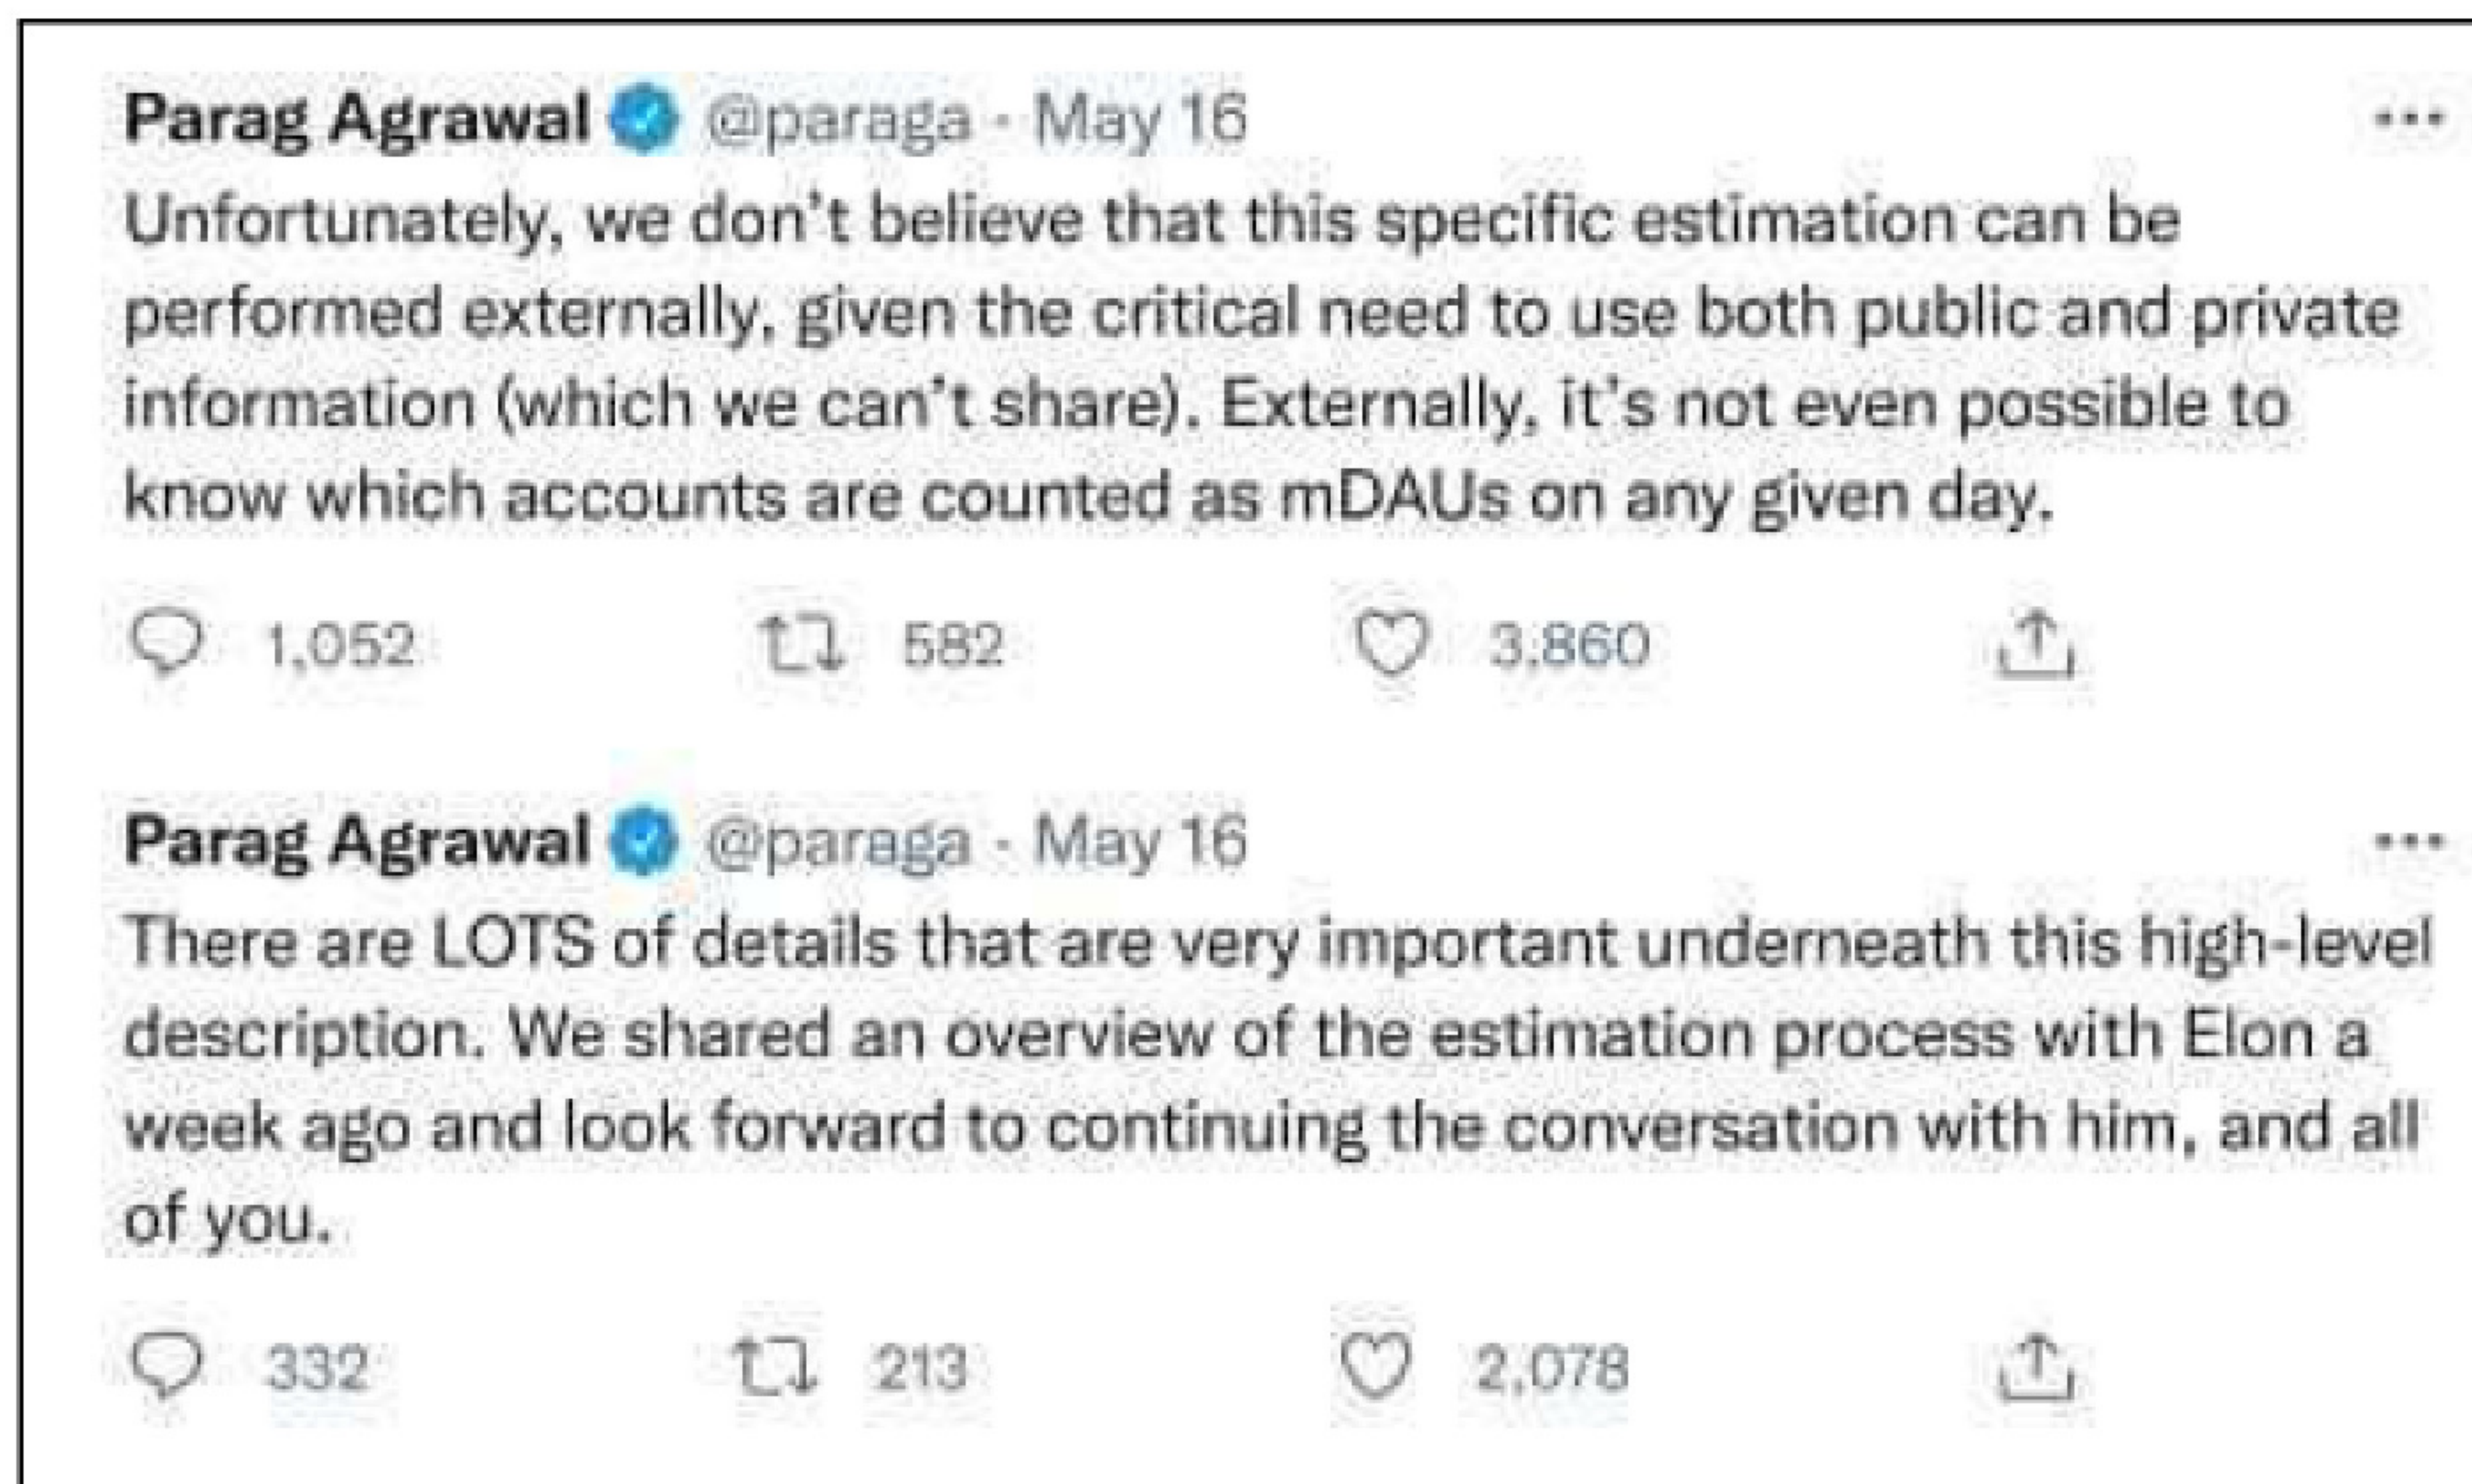 Parag Agrawal @paraga · May 16
Unfortunately, we don't believe that this specific estimation can be
performed externally, given the critical need to use both public and private
information (which we can't share). Externally, it's not even possible to
know which accounts are counted as mDAUs on any given day.
1,052 582 3,860
Parag Agrawal @paraga · May 16
There are LOTS of details that are very important underneath this high-level
description. We shared an overview of the estimation process with Elon a
week ago and look forward to continuing the conversation with him, and all
of you.
332 213 2,078